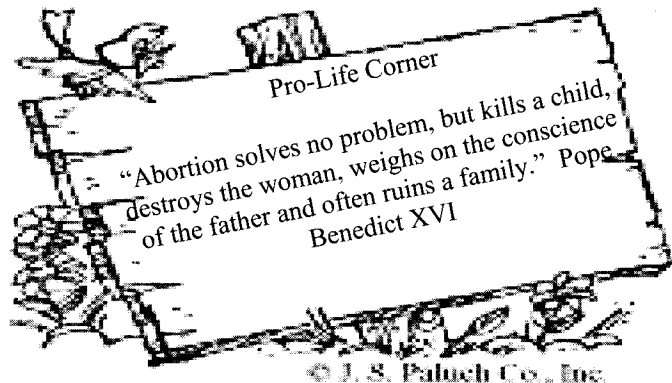 Pro-Life Corner
“Abortion solves no problem, but kills a child,
destroys the woman, weighs on the conscience
of the father and often ruins a family.” Pope
Benedict XVI
© J. S. Paluch Co., Inc.